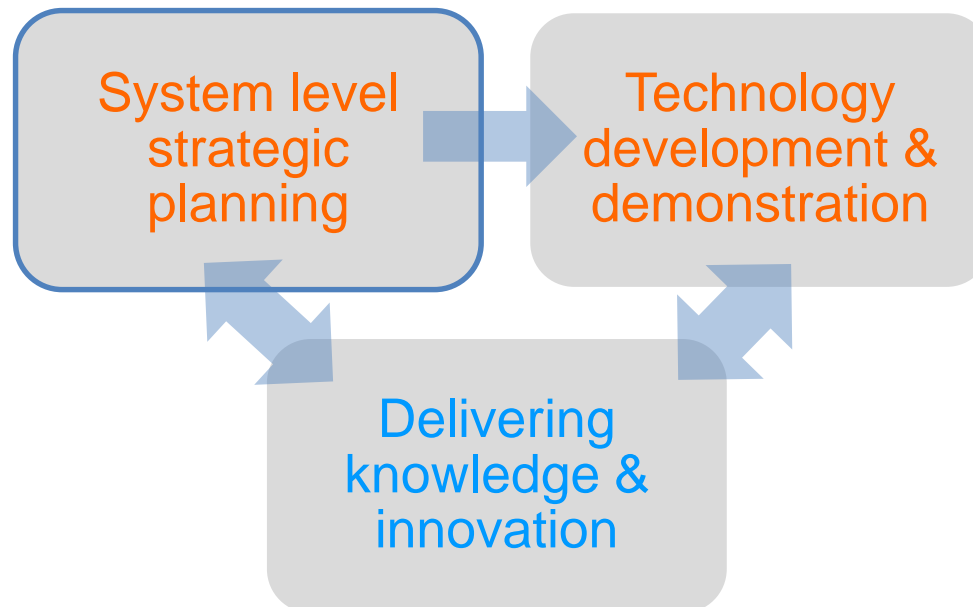 System level
strategic
planning
Technology
development &
demonstration
Delivering
knowledge &
innovation